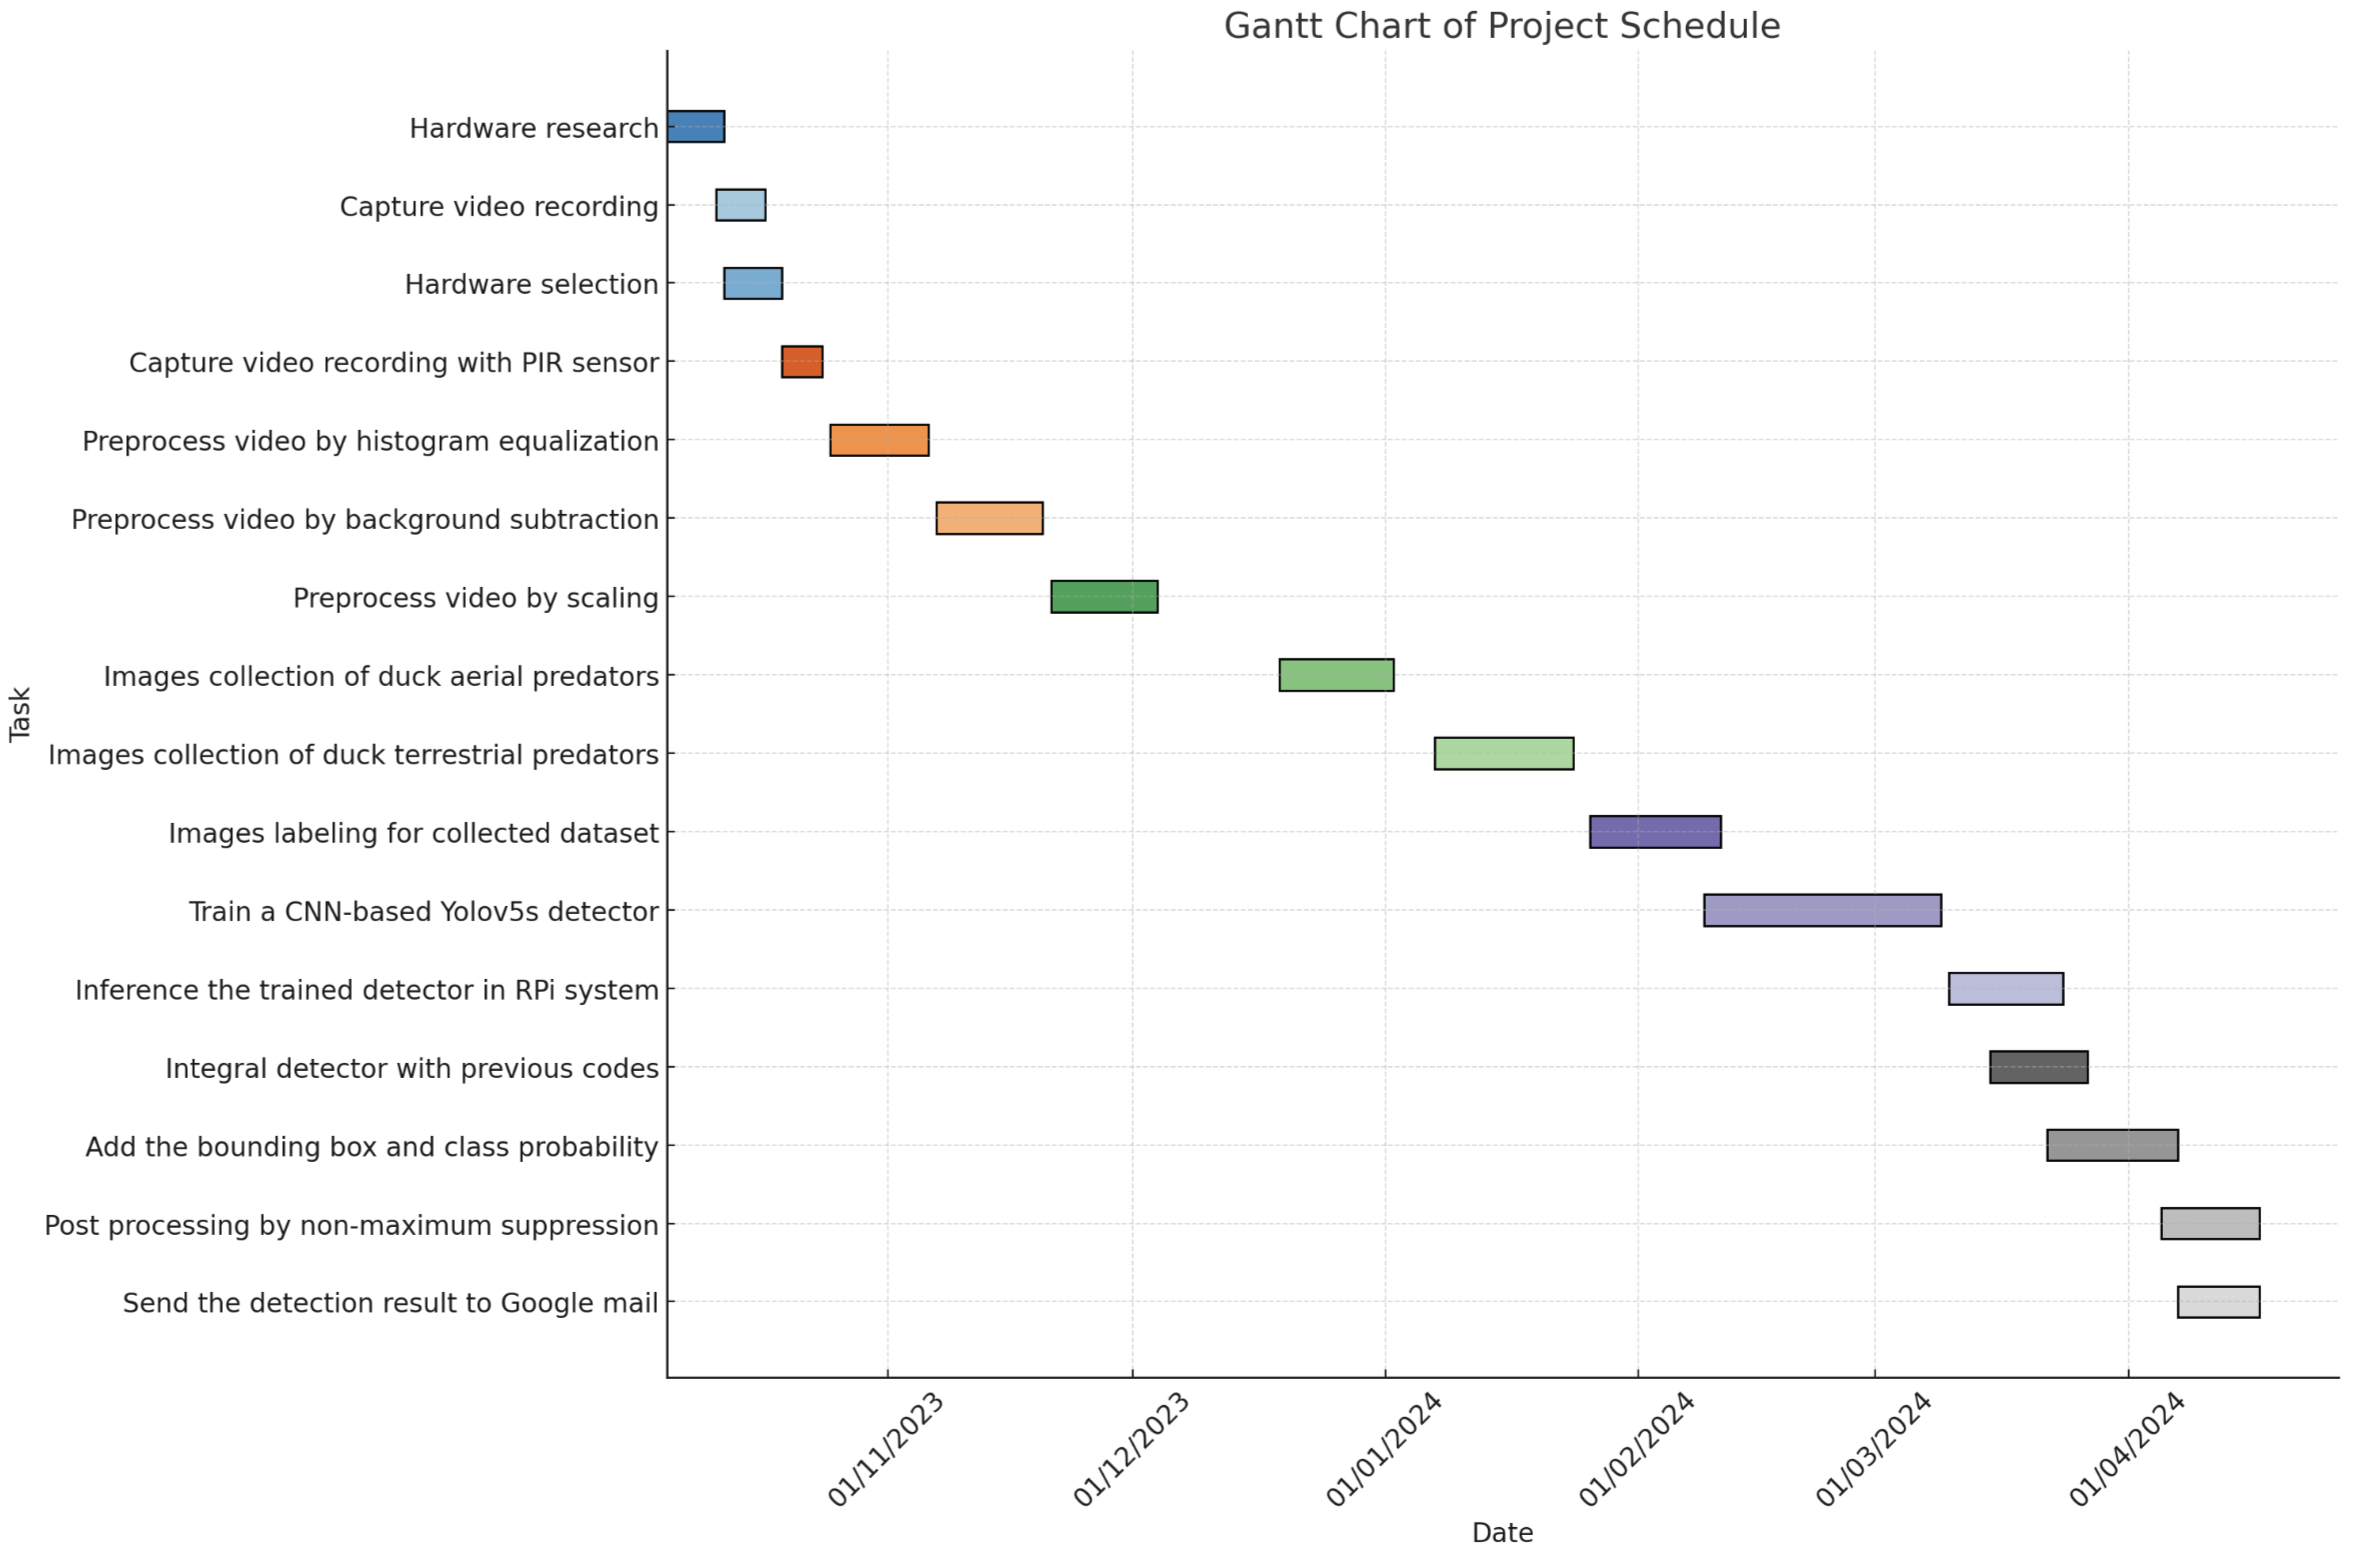 Gantt Chart of Project Schedule
Hardware research
Capture video recording
Hardware selection
Capture video recording with PIR sensor
Preprocess video by histogram equalization
Preprocess video by background subtraction
Preprocess video by scaling
Images collection of duck aerial predators
Images collection of duck terrestrial predators
Images labeling for collected dataset
Train a CNN-based Yolov5s detector
Inference the trained detector in RPi system
Integral detector with previous codes
Add the bounding box and class probability
Post processing by non-maximum suppression
Send the detection result to Google mail
Task
01/11/2023
01/12/2023
01/01/2024
01/02/2024
01/03/2024
01/04/2024
Date